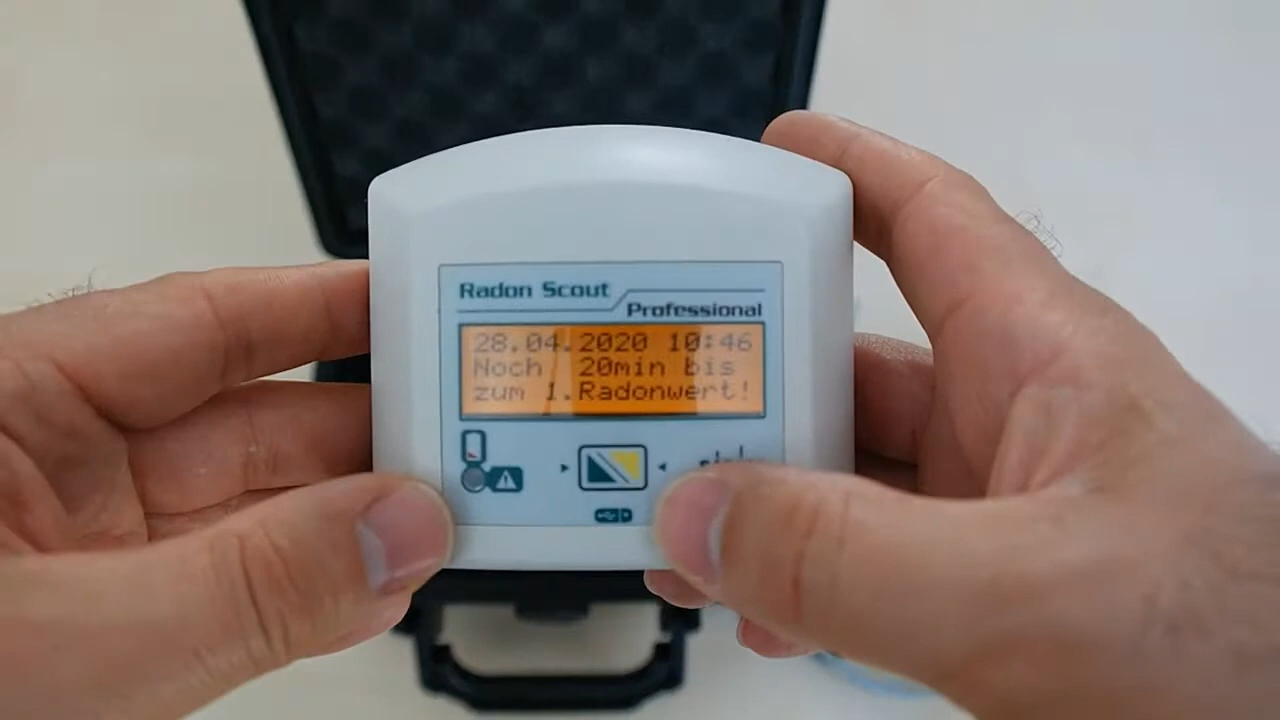 Radon Scout
Professional
28.04.2020 10:46
Noch 20min bis
zum 1.Radonwert!